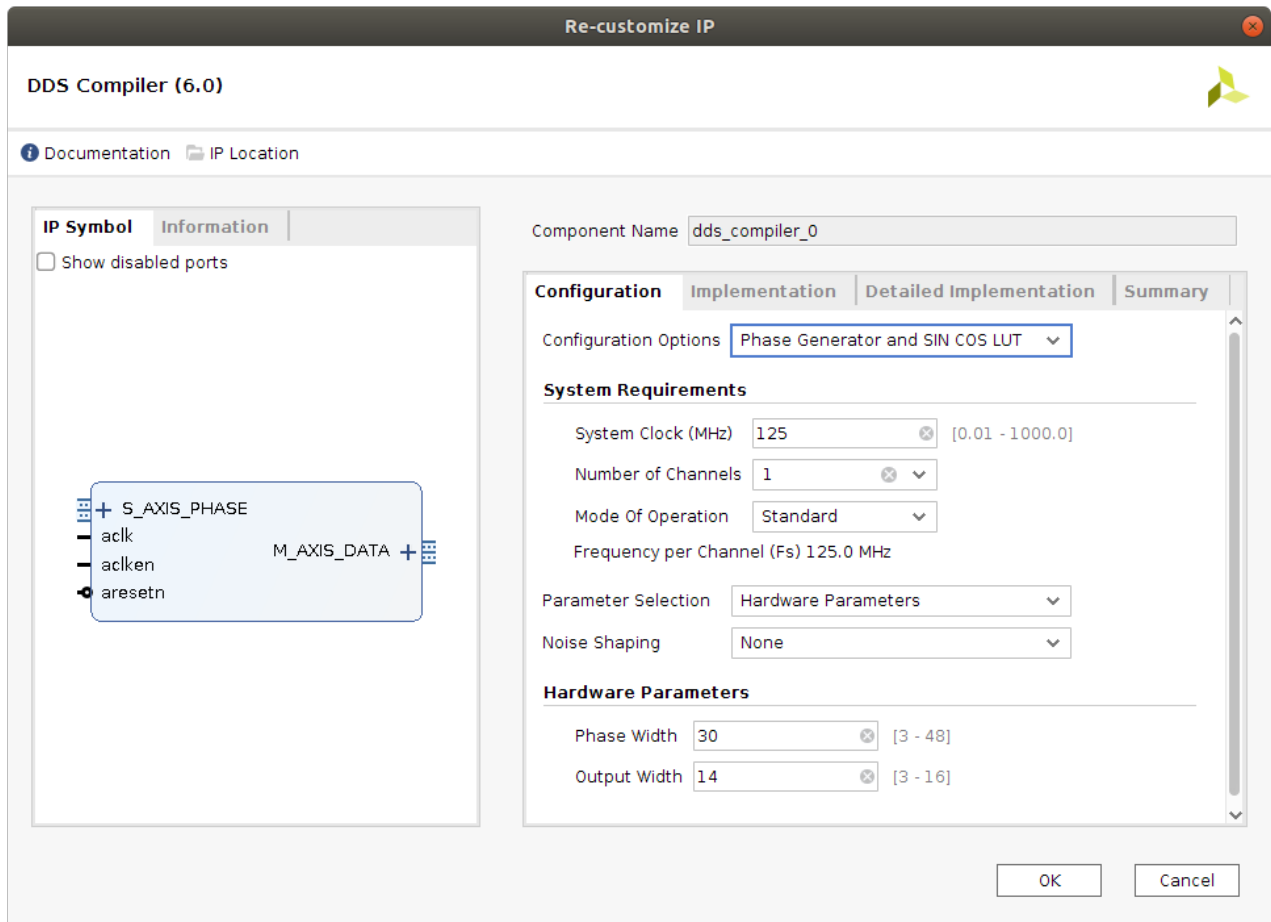 Re-customize IP
DDS Compiler (6.0)
Documentation IP Location
IP Symbol Information
Show disabled ports
S_AXIS_PHASE
aclk
M_AXIS_DATA
aclken
aresetn
Component Name dds_compiler_0
Configuration Implementation Detailed Implementation Summary
Configuration Options Phase Generator and SIN COS LUT
System Requirements
System Clock (MHz) 125 [0.01 - 1000.0]
Number of Channels 1
Mode Of Operation Standard
Frequency per Channel (Fs) 125.0 MHz
Parameter Selection Hardware Parameters
Noise Shaping None
Hardware Parameters
Phase Width 30 [3 - 48]
Output Width 14 [3 - 16]
OK Cancel